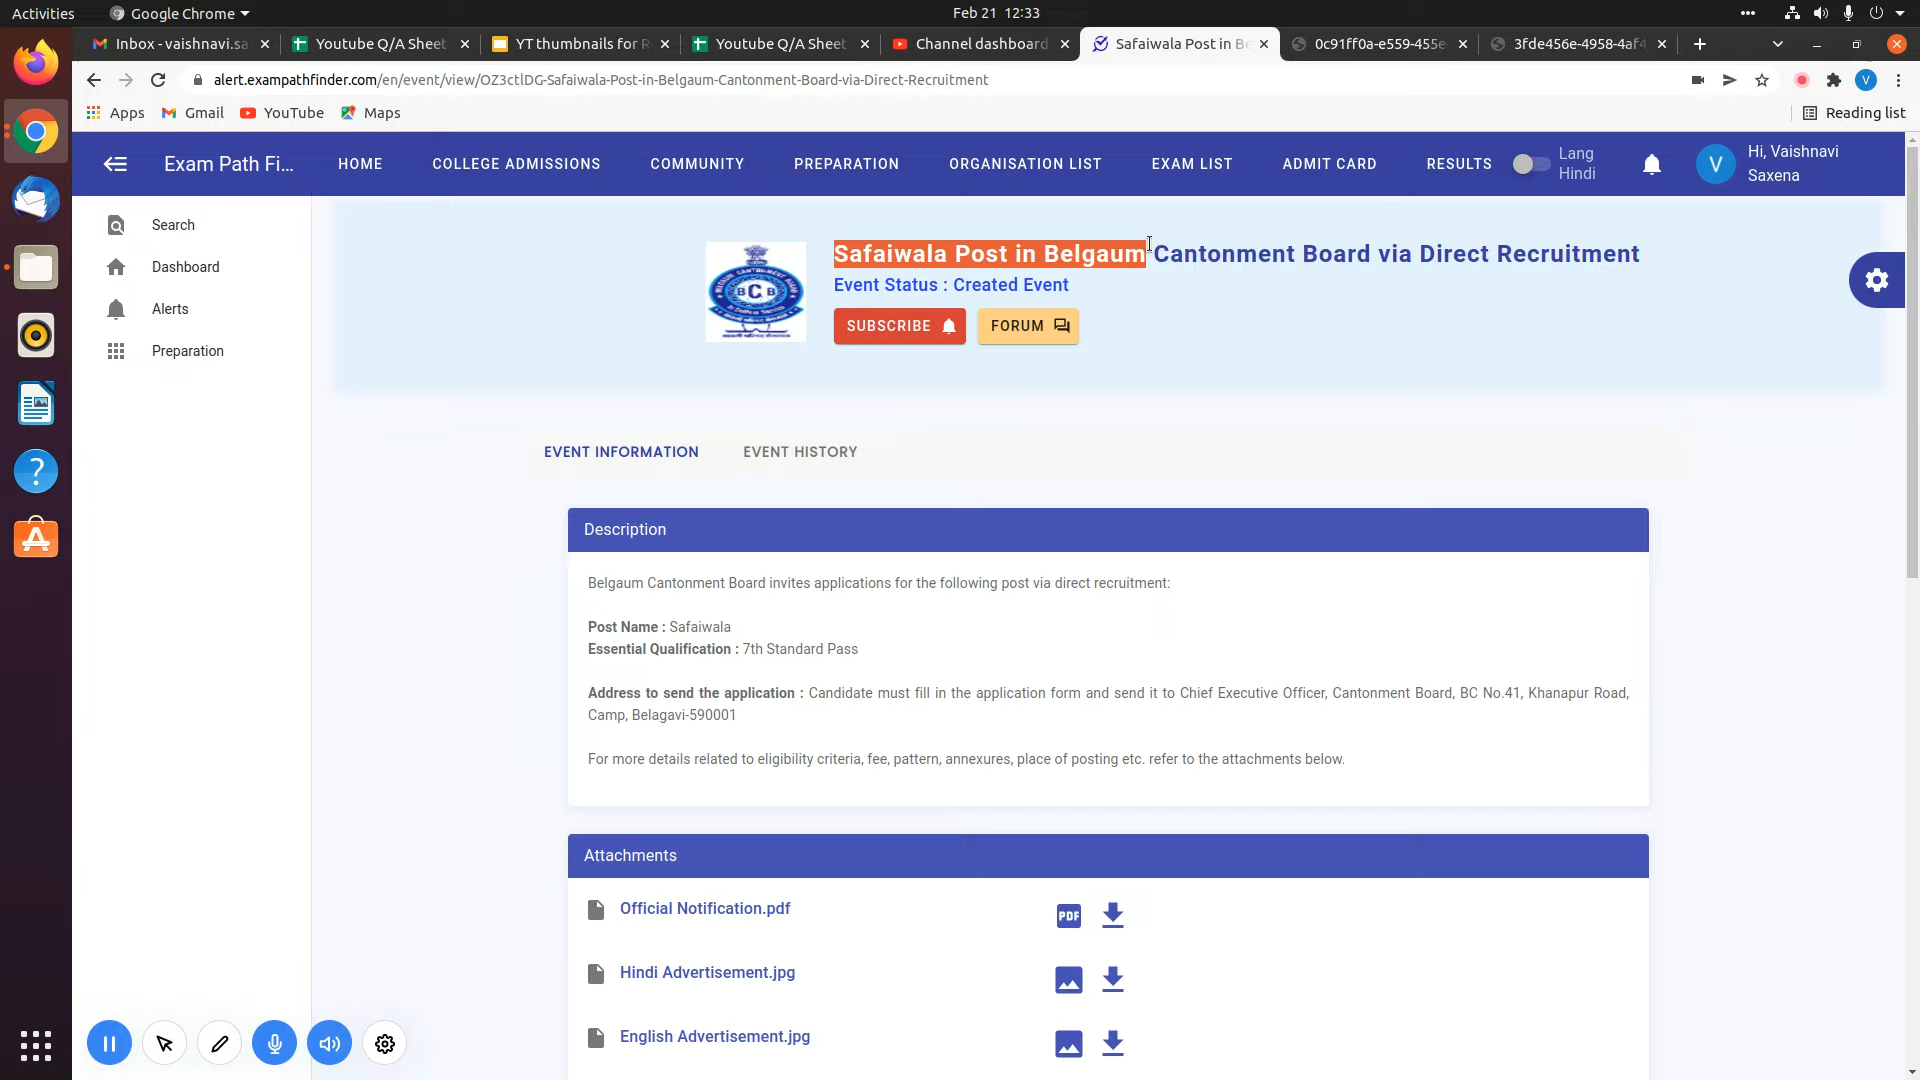 Activities
Google Chrome
Feb 21 12:33
Inbox - vaishnavi.sa
Youtube Q/A Sheet
YT thumbnails for R
Youtube Q/A Sheet
Channel dashboard
Safaiwala Post in Be
0c91ff0a-e559-455e
3fde456e-4958-4af4
alert.exampathfinder.com/en/event/view/OZ3ctlDG-Safaiwala-Post-in-Belgaum-Cantonment-Board-via-Direct-Recruitment
V
Apps
Gmail
YouTube
Maps
Reading list
Exam Path Fi...
HOME
COLLEGE ADMISSIONS
COMMUNITY
PREPARATION
ORGANISATION LIST
EXAM LIST
ADMIT CARD
RESULTS
Lang
Hindi
V
Hi, Vaishnavi
Saxena
Search
Dashboard
Alerts
Preparation
BCB
Safaiwala Post in Belgaum Cantonment Board via Direct Recruitment
Event Status : Created Event
SUBSCRIBE
FORUM
EVENT INFORMATION
EVENT HISTORY
Description
Belgaum Cantonment Board invites applications for the following post via direct recruitment:
Post Name : Safaiwala
Essential Qualification : 7th Standard Pass
Address to send the application : Candidate must fill in the application form and send it to Chief Executive Officer, Cantonment Board, BC No.41, Khanapur Road,
Camp, Belagavi-590001
For more details related to eligibility criteria, fee, pattern, annexures, place of posting etc. refer to the attachments below.
Attachments
Official Notification.pdf
PDF
Hindi Advertisement.jpg
English Advertisement.jpg